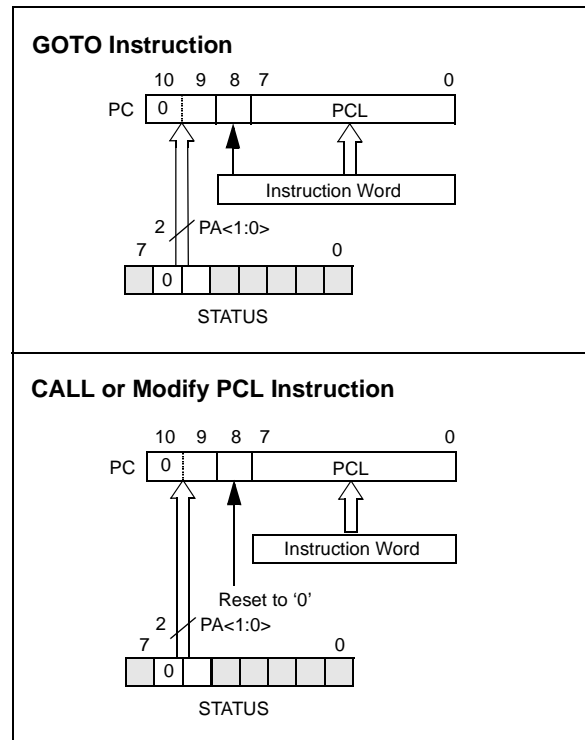 GOTO Instruction
10 9 8 7 0
PC 0 PCL
Instruction Word
2 PA<1:0>
7 0
0
STATUS
CALL or Modify PCL Instruction
10 9 8 7 0
PC 0 PCL
Instruction Word
Reset to ‘0’
2 PA<1:0>
7 0
0
STATUS